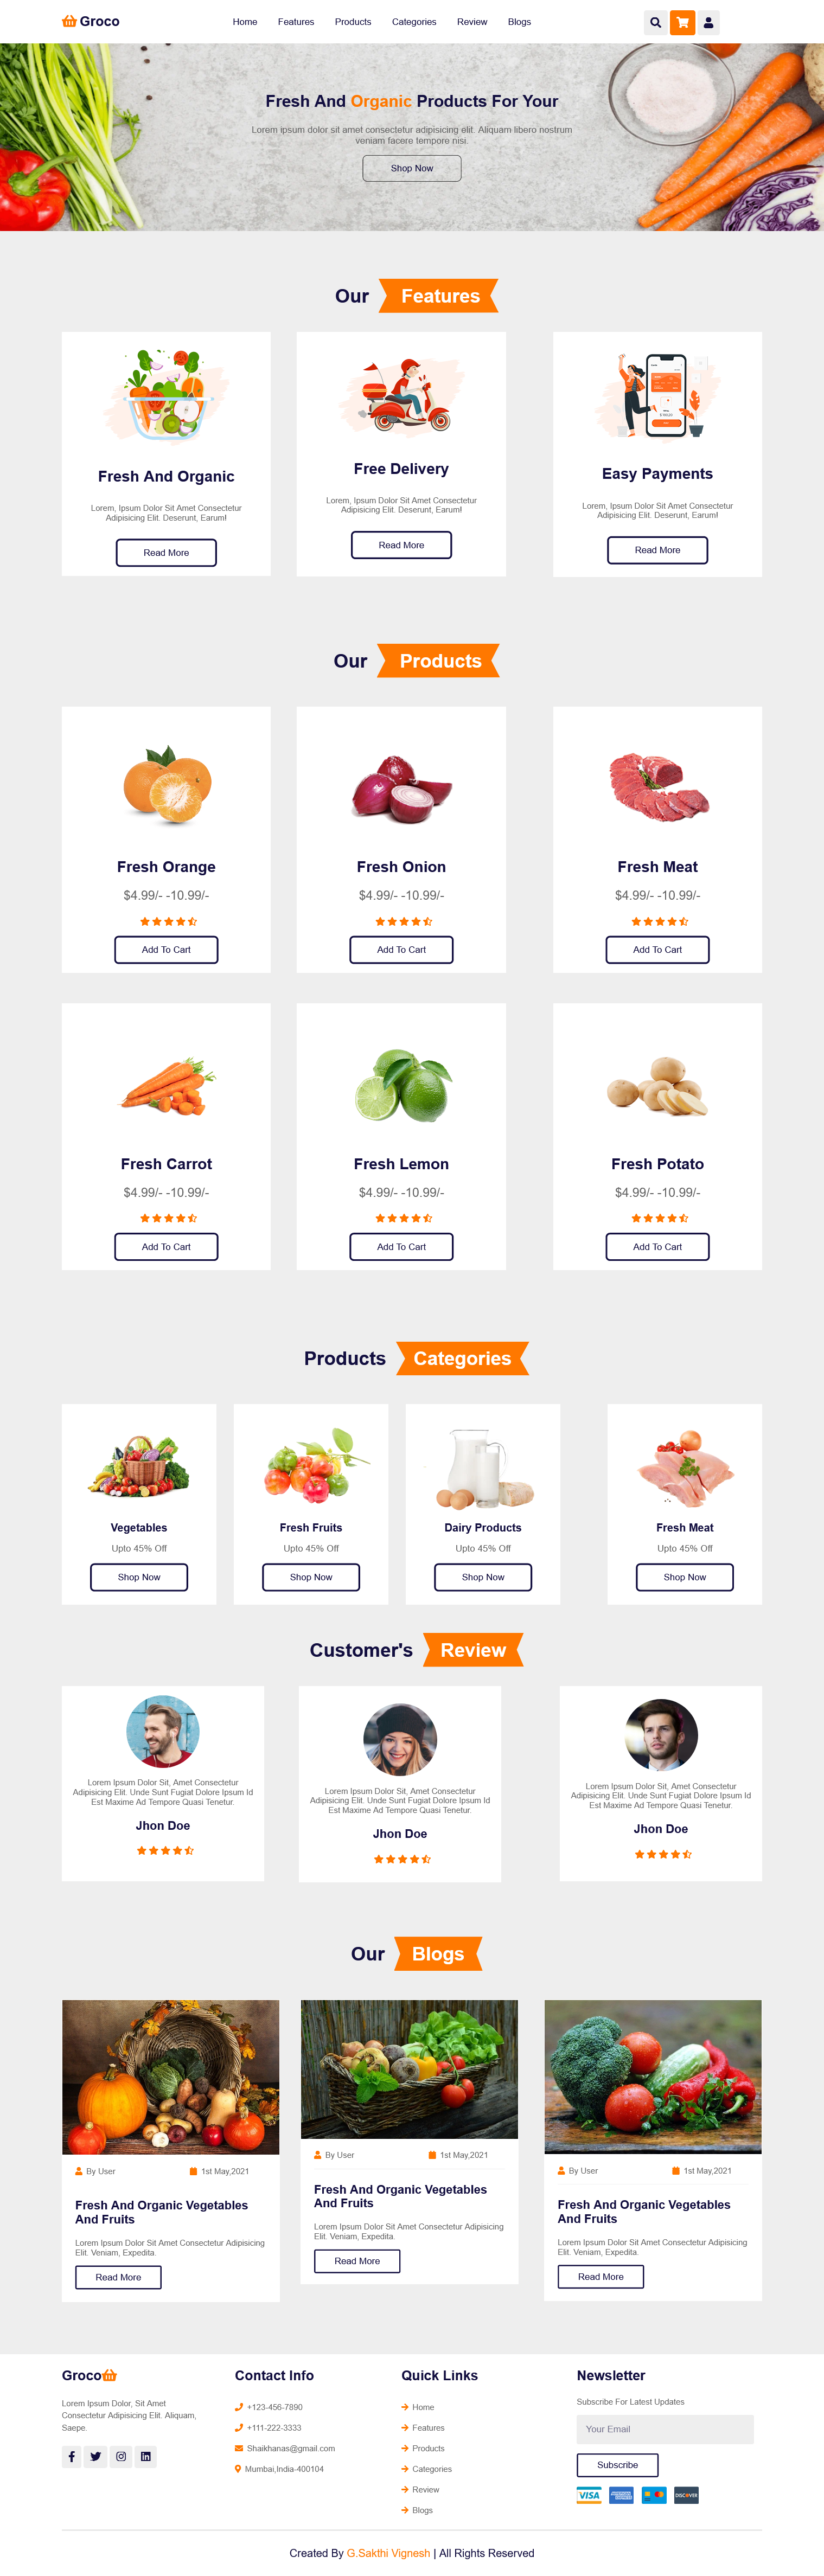 Groco
Home
Features
Products
Categories
Review
Blogs
Fresh And Organic Products For Your
Lorem ipsum dolor sit amet consectetur adipisicing elit. Aliquam libero nostrum
veniam facere tempore nisi.
Shop Now
Our Features
Fresh And Organic
Lorem, Ipsum Dolor Sit Amet Consectetur
Adipisicing Elit. Deserunt, Earum!
Read More
Free Delivery
Lorem, Ipsum Dolor Sit Amet Consectetur
Adipisicing Elit. Deserunt, Earum!
Read More
Easy Payments
Lorem, Ipsum Dolor Sit Amet Consectetur
Adipisicing Elit. Deserunt, Earum!
Read More
Our Products
Fresh Orange
$4.99/- -10.99/-
Add To Cart
Fresh Onion
$4.99/- -10.99/-
Add To Cart
Fresh Meat
$4.99/- -10.99/-
Add To Cart
Fresh Carrot
$4.99/- -10.99/-
Add To Cart
Fresh Lemon
$4.99/- -10.99/-
Add To Cart
Fresh Potato
$4.99/- -10.99/-
Add To Cart
Products Categories
Vegetables
Upto 45% Off
Shop Now
Fresh Fruits
Upto 45% Off
Shop Now
Dairy Products
Upto 45% Off
Shop Now
Fresh Meat
Upto 45% Off
Shop Now
Customer's Review
Lorem Ipsum Dolor Sit, Amet Consectetur
Adipisicing Elit. Unde Sunt Fugiat Dolore Ipsum Id
Est Maxime Ad Tempore Quasi Tenetur.
Jhon Doe
Lorem Ipsum Dolor Sit, Amet Consectetur
Adipisicing Elit. Unde Sunt Fugiat Dolore Ipsum Id
Est Maxime Ad Tempore Quasi Tenetur.
Jhon Doe
Lorem Ipsum Dolor Sit, Amet Consectetur
Adipisicing Elit. Unde Sunt Fugiat Dolore Ipsum Id
Est Maxime Ad Tempore Quasi Tenetur.
Jhon Doe
Our Blogs
By User
1st May,2021
Fresh And Organic Vegetables
And Fruits
Lorem Ipsum Dolor Sit Amet Consectetur Adipisicing
Elit. Veniam, Expedita.
Read More
By User
1st May,2021
Fresh And Organic Vegetables
And Fruits
Lorem Ipsum Dolor Sit Amet Consectetur Adipisicing
Elit. Veniam, Expedita.
Read More
By User
1st May,2021
Fresh And Organic Vegetables
And Fruits
Lorem Ipsum Dolor Sit Amet Consectetur Adipisicing
Elit. Veniam, Expedita.
Read More
Groco
Lorem Ipsum Dolor, Sit Amet
Consectetur Adipisicing Elit. Aliquam,
Saepe.
Contact Info
+123-456-7890
+111-222-3333
Shaikhanas@gmail.com
Mumbai,India-400104
Quick Links
Home
Features
Products
Categories
Review
Blogs
Newsletter
Subscribe For Latest Updates
Your Email
Subscribe
VISA
DISCOVER
Created By G.Sakthi Vignesh | All Rights Reserved